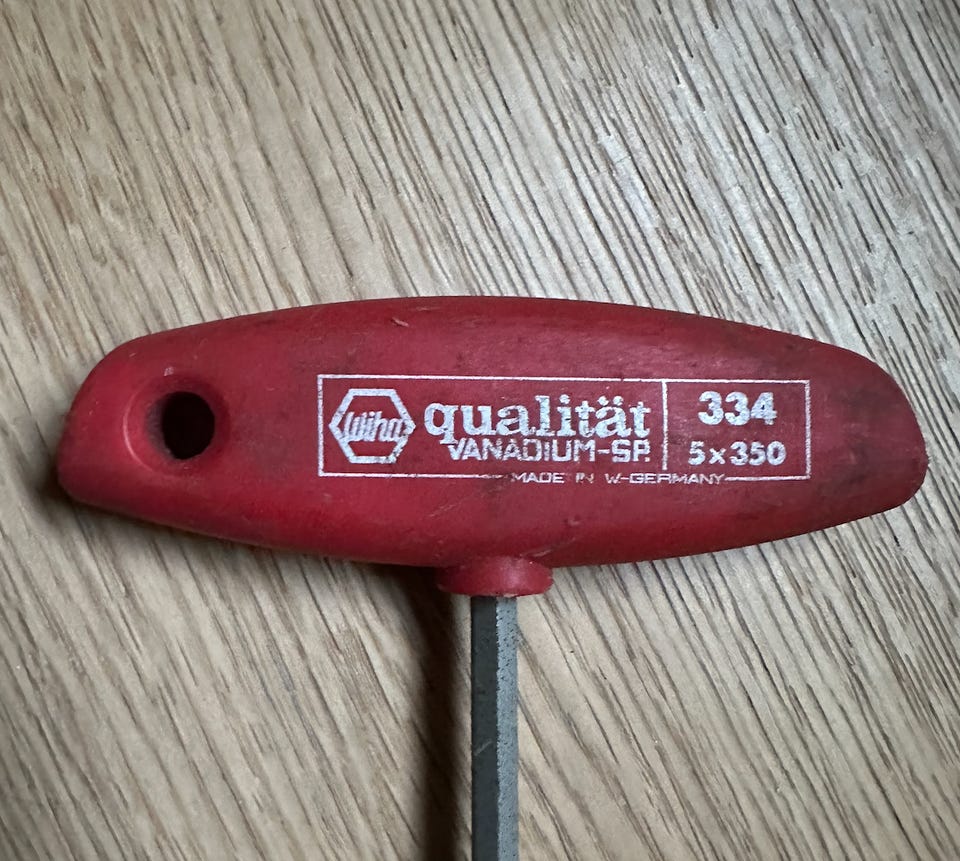 Wiha qualität 334
VANADIUM-SP. 5x350
MADE IN W-GERMANY